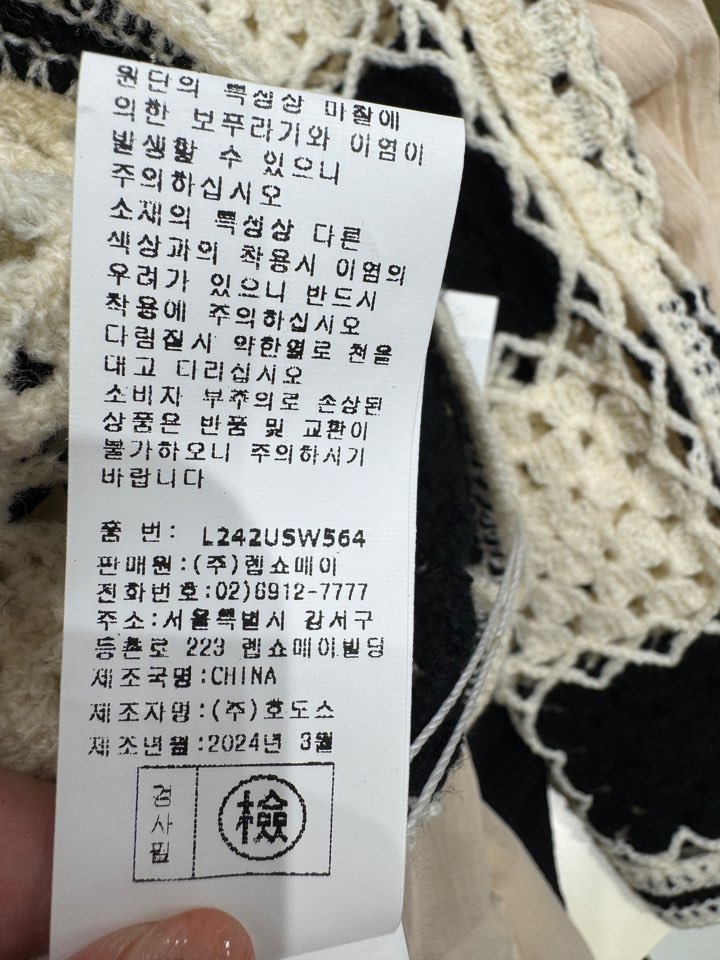 원단의 특성상 마찰에
의한 보푸라기와 이염이
발생할 수 있으니
주의하십시오
소재의 특성상 다른
색상과의 착용시 이염의
우려가 있으니 반드시
착용에 주의하십시오
다림질시 약한열로 천을
대고 다리십시오
소비자 부주의로 손상된
상품은 반품 및 교환이
불가하오니 주의하시기
바랍니다
품 번: L242USW564
판매원:(주)렙쇼메이
전화번호:02)6912-7777
주소:서울특별시 강서구
등촌로 223 렙쇼메이빌딩
제조국명:CHINA
제조자명:(주)호도쇼
제조년월:2024년 3월
검사필
檢